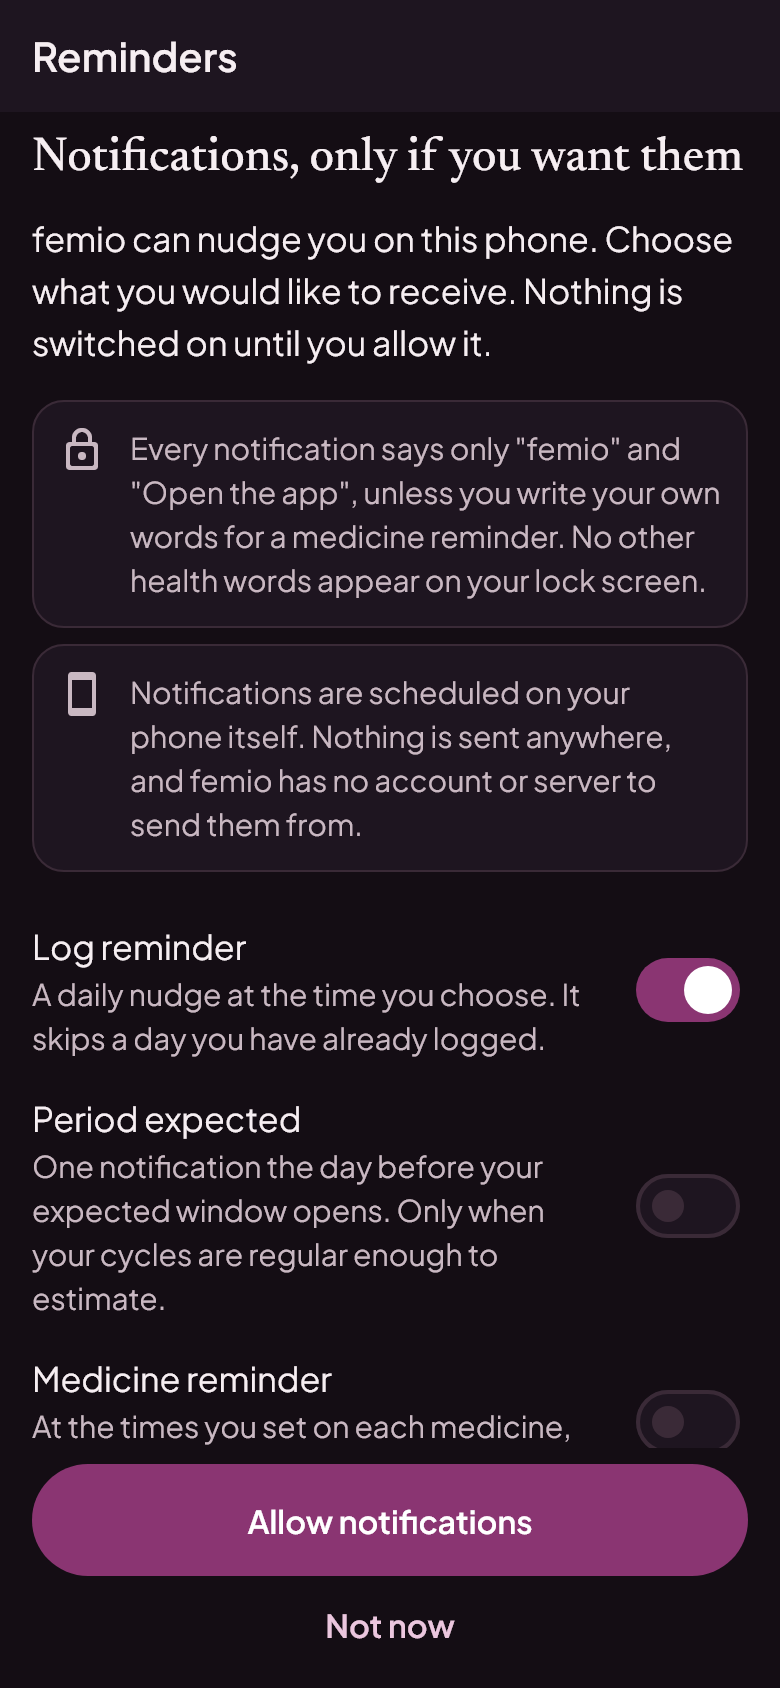 Reminders
Notifications, only if you want them
femio can nudge you on this phone. Choose
what you would like to receive. Nothing is
switched on until you allow it.
Every notification says only "femio" and
"Open the app", unless you write your own
words for a medicine reminder. No other
health words appear on your lock screen.
Notifications are scheduled on your
phone itself. Nothing is sent anywhere,
and femio has no account or server to
send them from.
Log reminder
A daily nudge at the time you choose. It
skips a day you have already logged.
Period expected
One notification the day before your
expected window opens. Only when
your cycles are regular enough to
estimate.
Medicine reminder
At the times you set on each medicine,
Allow notifications
Not now